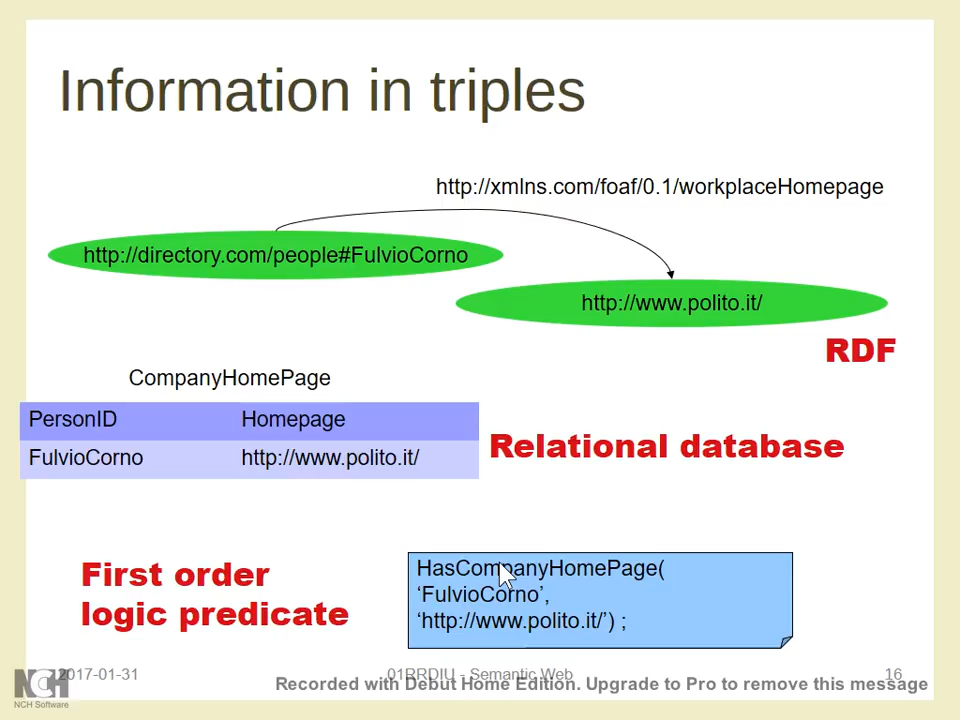 Information in triples
http://xmlns.com/foaf/0.1/workplaceHomepage
http://directory.com/people#FulvioCorno
http://www.polito.it/
RDF
CompanyHomePage
PersonID Homepage
FulvioCorno http://www.polito.it/
Relational database
First order
logic predicate
HasCompanyHomePage(
‘FulvioCorno’,
‘http://www.polito.it/’) ;
2017-01-31
01RRDIU - Semantic Web
16
NCH
NCH Software
Recorded with Debut Home Edition. Upgrade to Pro to remove this message